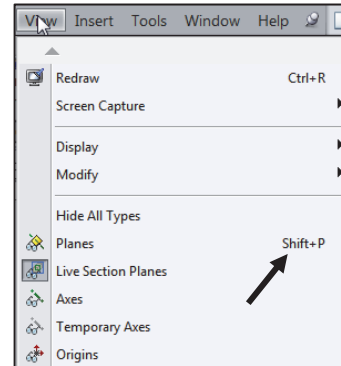 View Insert Tools Window Help
Redraw Ctrl+R
Screen Capture
Display
Modify
Hide All Types
Planes Shift+P
Live Section Planes
Axes
Temporary Axes
Origins